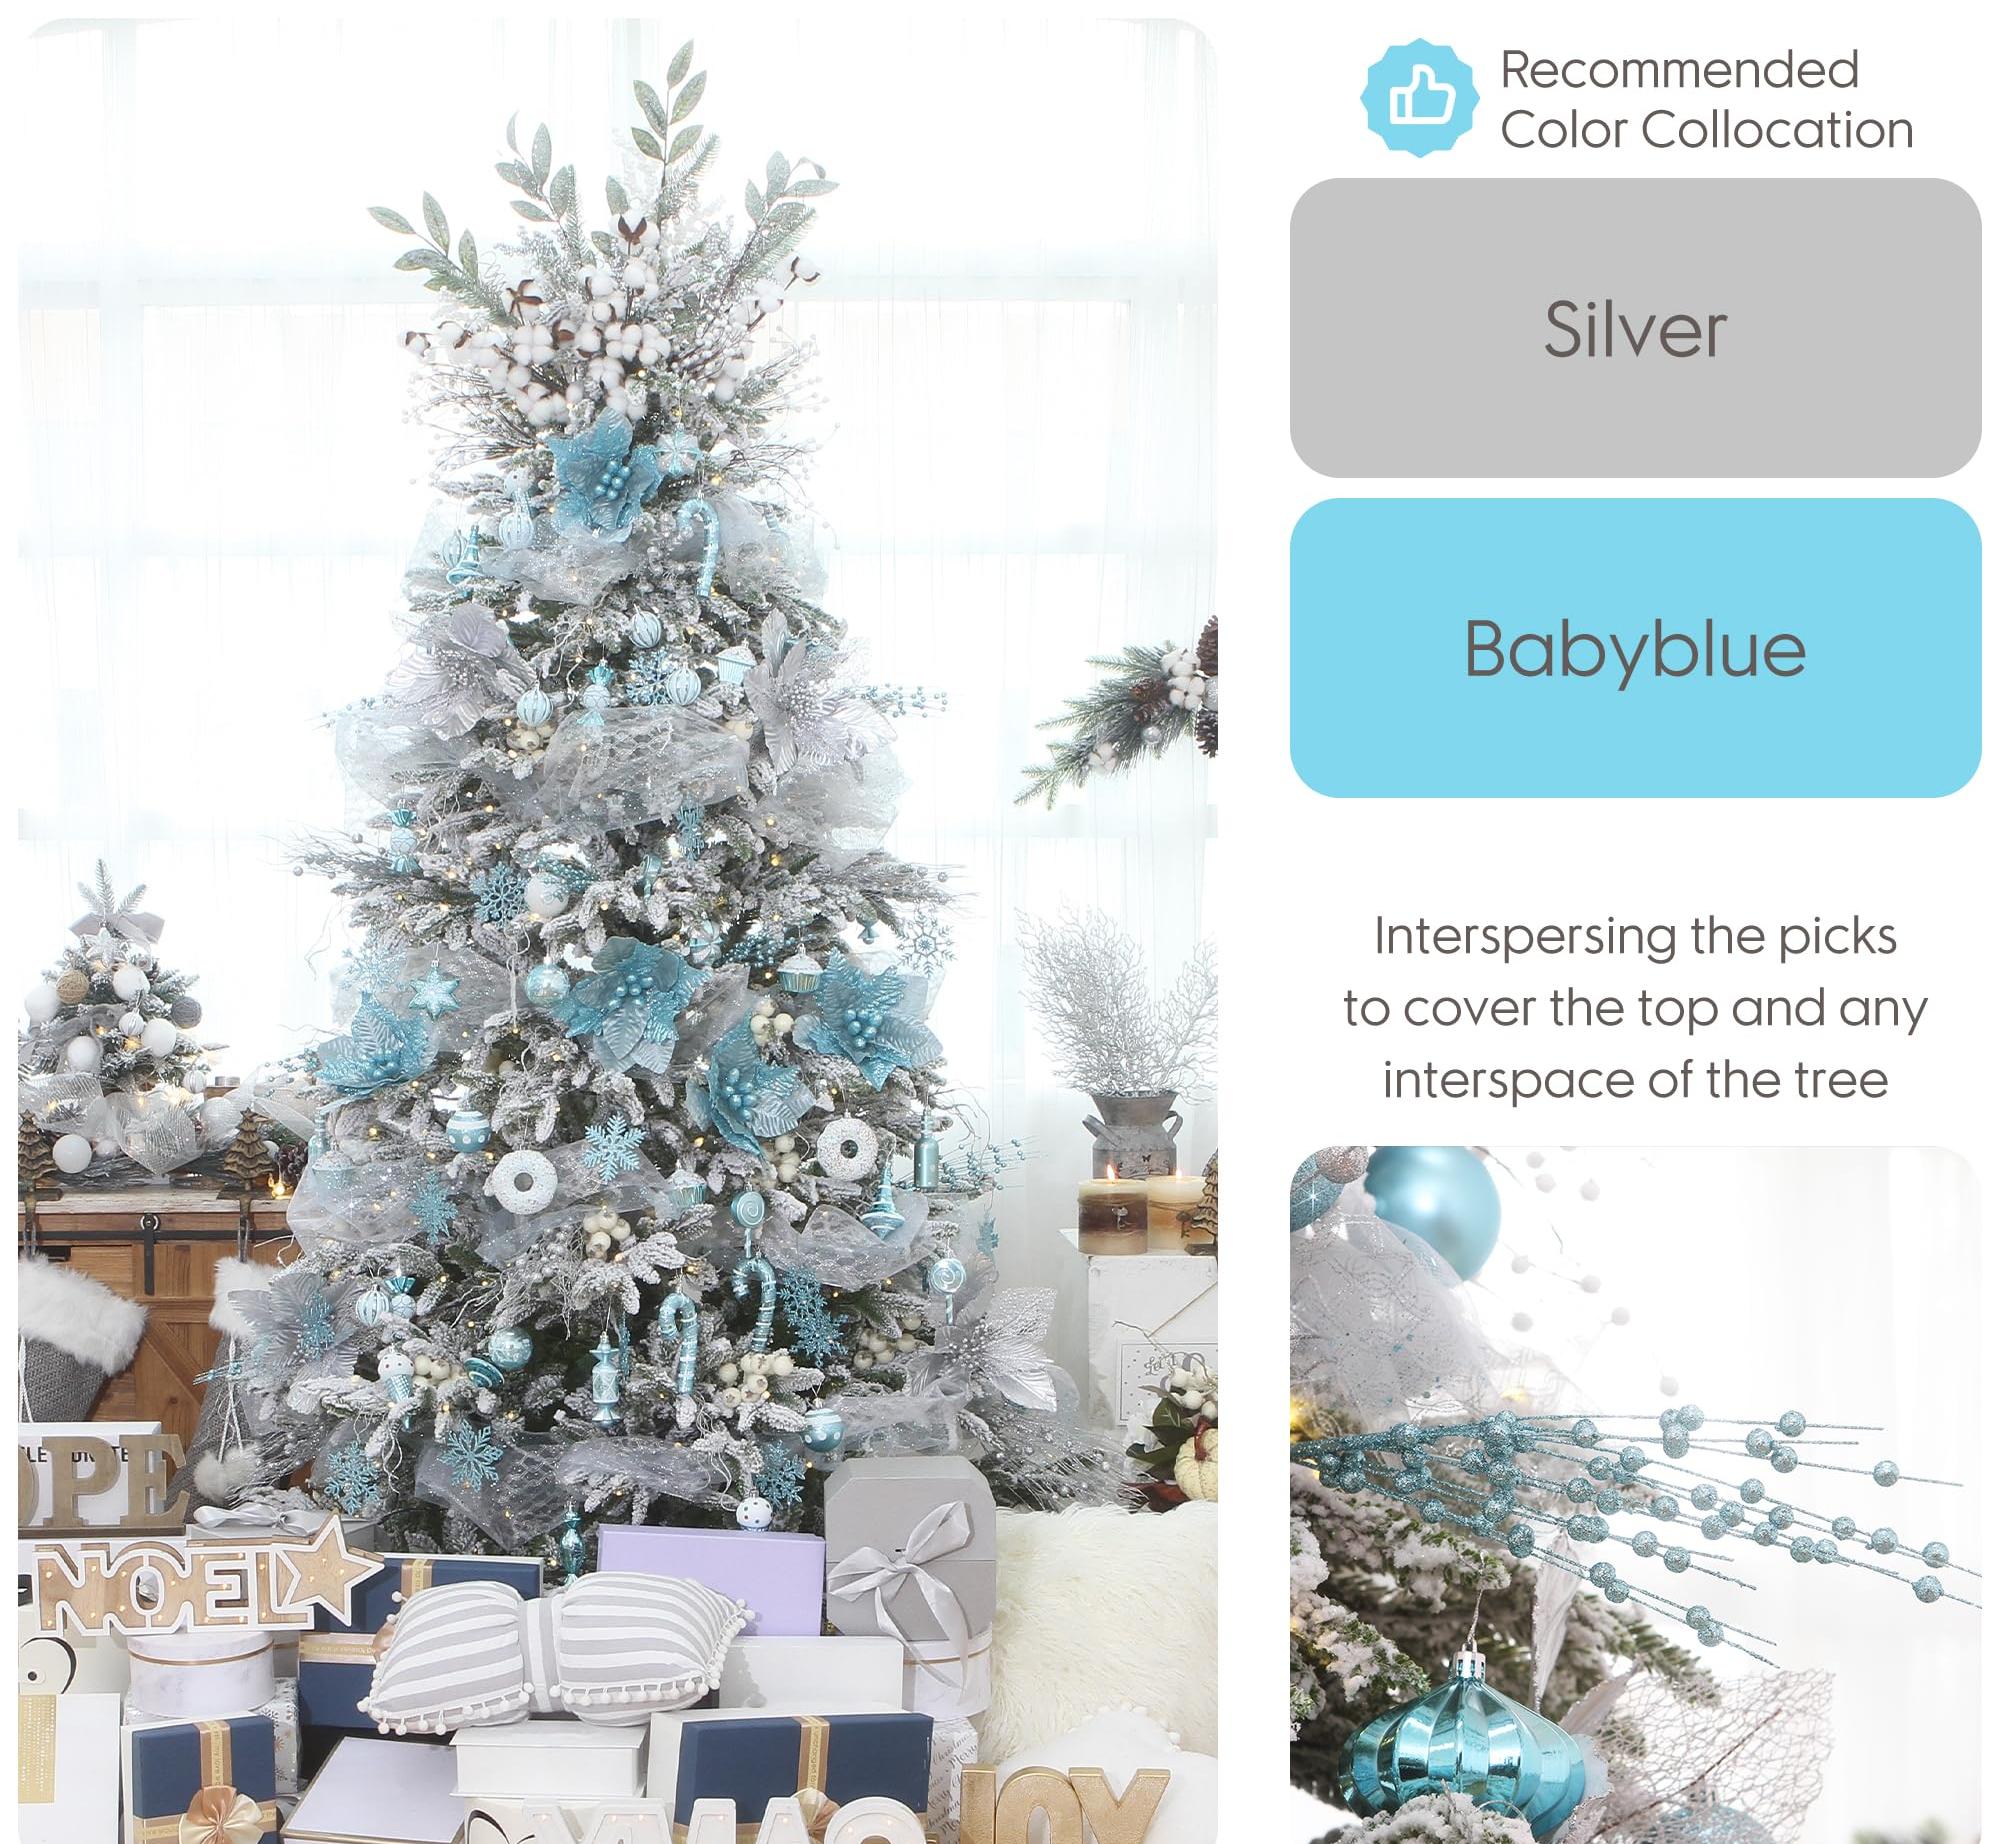 Recommended
Color Collocation
Silver
Babyblue
Interspersing the picks
to cover the top and any
interspace of the tree
OPE
NOEL
JOY